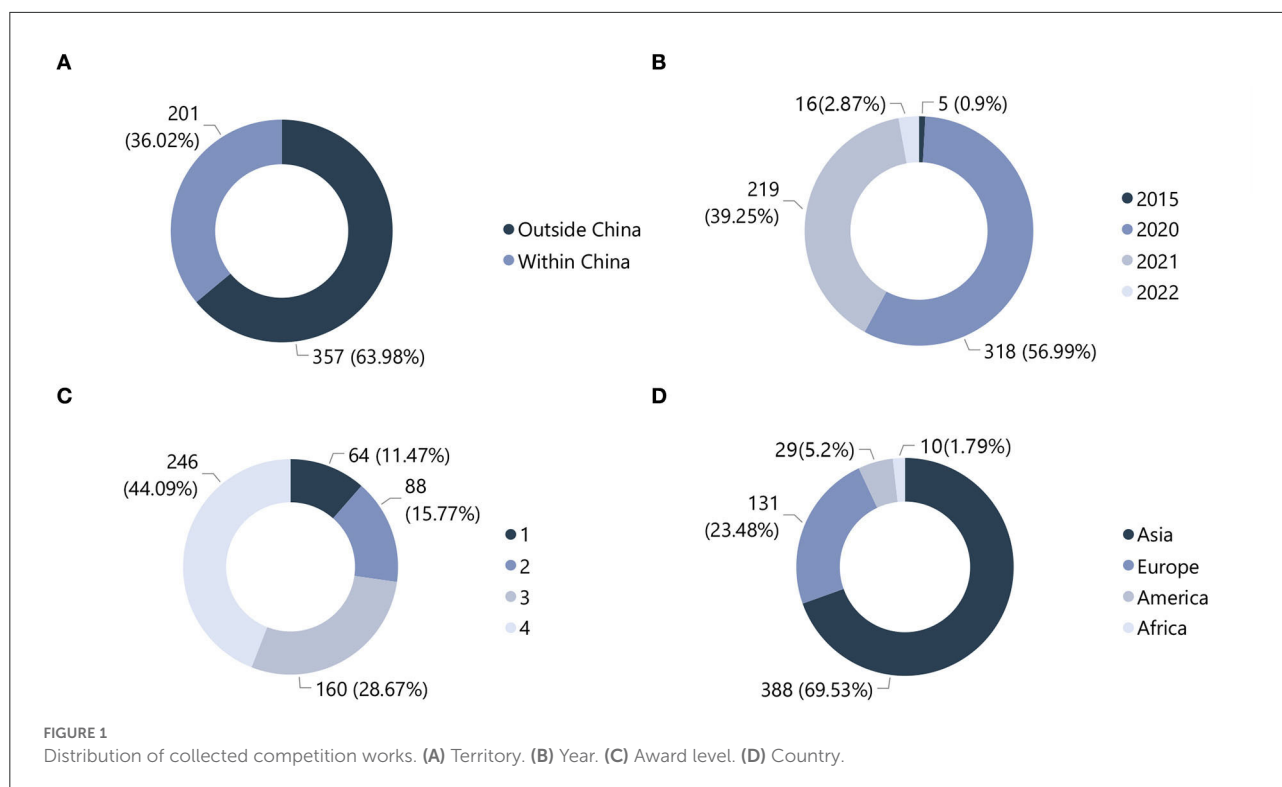 A
201
(36.02%)
Outside China
Within China
357 (63.98%)
B
16(2.87%)
5 (0.9%)
219
(39.25%)
2015
2020
2021
2022
318 (56.99%)
C
246
(44.09%)
64 (11.47%)
88
(15.77%)
1
2
3
4
160 (28.67%)
D
29(5.2%)
10(1.79%)
131
(23.48%)
Asia
Europe
America
Africa
388 (69.53%)
FIGURE 1
Distribution of collected competition works. (A) Territory. (B) Year. (C) Award level. (D) Country.